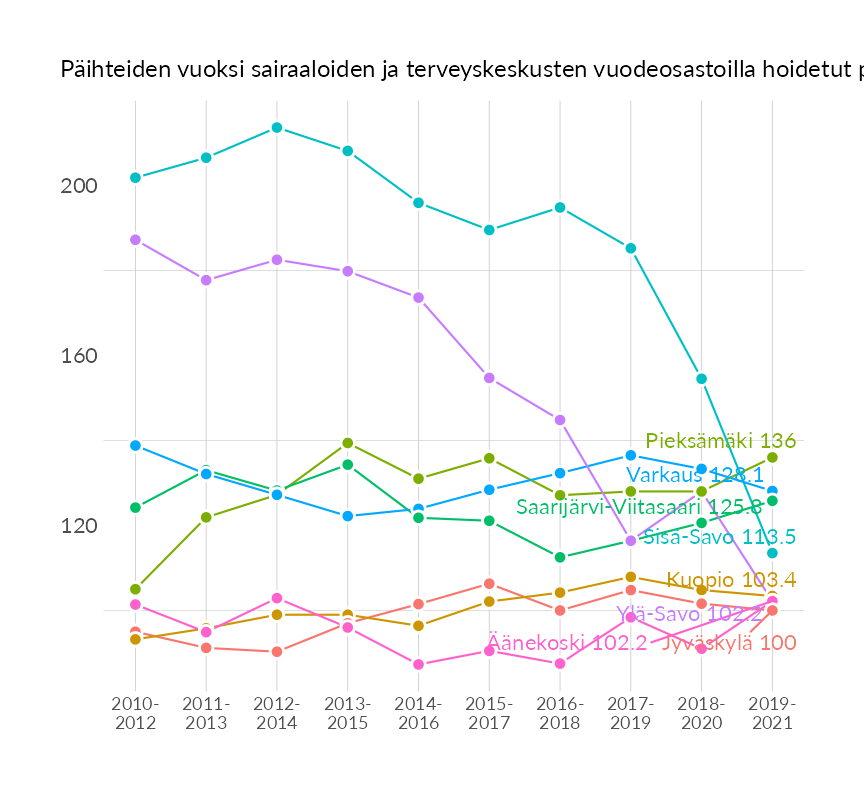 Päihteiden vuoksi sairaaloiden ja terveyskeskusten vuodeosastoilla hoidetut
200
160
120
Pieksämäki 136
Varkaus 128.1
Saarijärvi-Viitasaari 125.8
Sisä-Savo 113.5
Kuopio 103.4
Ylä-Savo 102.2
Äänekoski 102.2
Jyväskylä 100
2010-
2012
2011-
2013
2012-
2014
2013-
2015
2014-
2016
2015-
2017
2016-
2018
2017-
2019
2018-
2020
2019-
2021